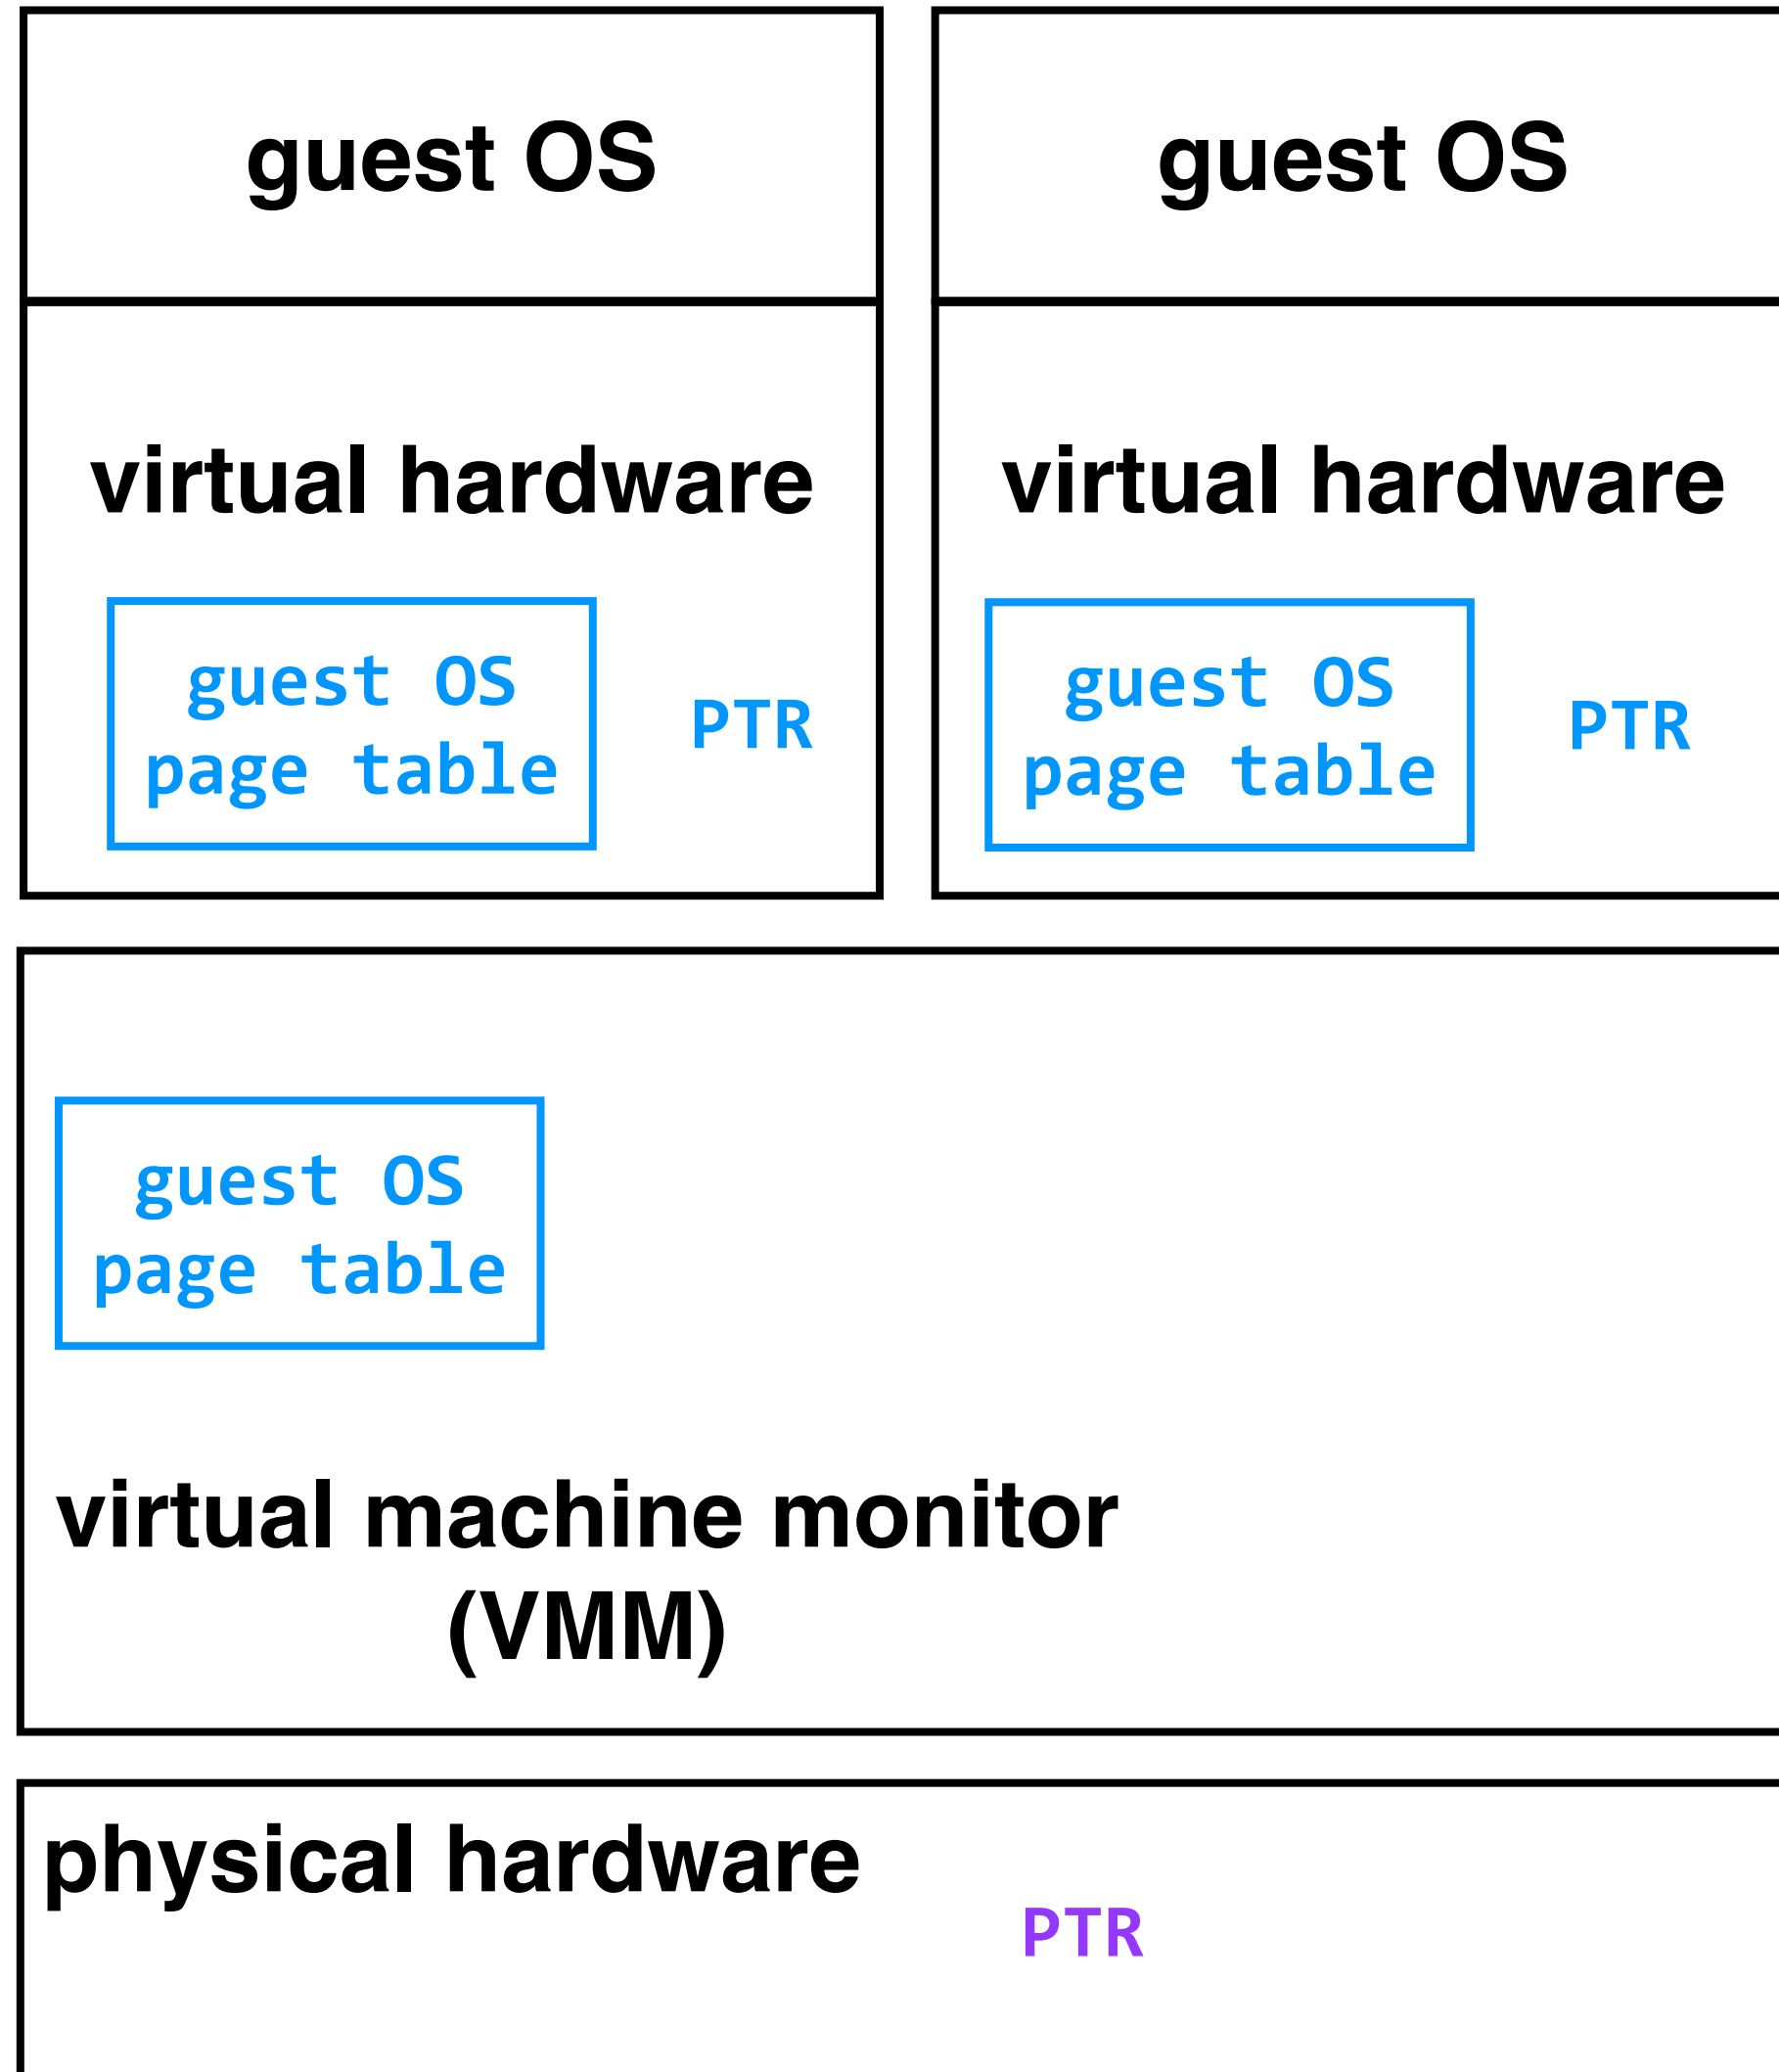 guest OS
guest OS
virtual hardware
virtual hardware
guest OS
page table
PTR
guest OS
page table
PTR
guest OS
page table
virtual machine monitor
(VMM)
physical hardware
PTR